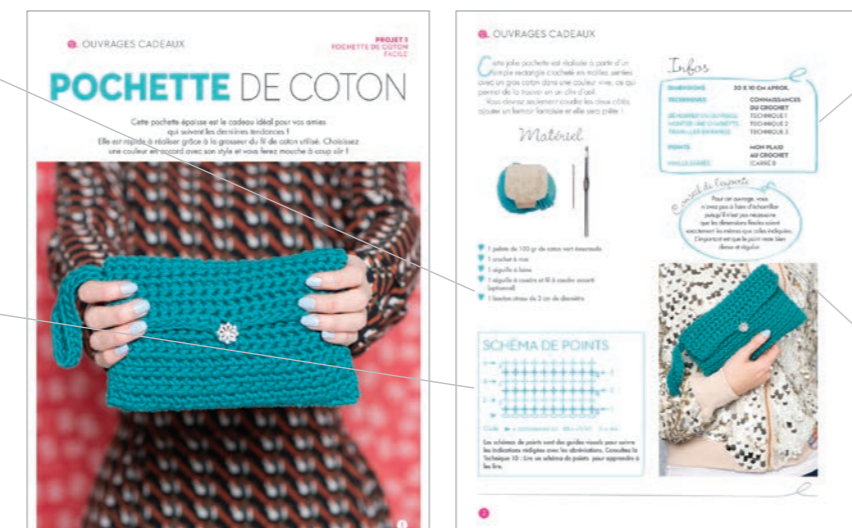 OUVRAGES CADEAUX
PROJET 1
POCHETTE DE COTON
FACILE
POCHETTE DE COTON
Cette pochette épaisse est le cadeau idéal pour vos amies
qui suivent les dernières tendances !
Elle est rapide à réaliser grâce à la grosseur du fil de coton utilisé. Choisissez
une couleur en accord avec son style et vous ferez mouche à coup sûr !
OUVRAGES CADEAUX
Cette jolie pochette est réalisée à partir d'un
simple rectangle crocheté en mailles serrées
avec un gros coton dans une couleur vive, ce qui
permet de la trouver en un clin d'œil.
Vous devrez seulement coudre les deux côtés,
ajouter un bouton fantaisie et elle sera prête !
Matériel
1 pelote de 100 gr de coton vert émeraude
1 crochet 6 mm
1 aiguille à laine
1 aiguille à coudre et fil à coudre assorti
(optionnel)
1 bouton strass de 2 cm de diamètre
SCHÉMA DE POINTS
Les schémas de points sont des guides visuels pour suivre
les indications rédigées avec les abréviations. Consultez la
Technique 10 : Lire un schéma de points pour apprendre à
les lire.
2
Infos
DIMENSIONS
20 X 10 CM APROX.
TECHNIQUES
CONNAISSANCES
DU CROCHET
TECHNIQUE 1
TECHNIQUE 2
TECHNIQUE 3
POINTS
MON PLAID
AU CROCHET
MAILLE SERRÉE
(CARRÉ 1)
Conseil de l'experte
Pour cet ouvrage, vous
n'avez pas à faire d'échantillon
puisqu'il n'est pas nécessaire
que les dimensions finales soient
exactement les mêmes que celles indiquées.
L'important est que le point reste bien
dense et régulier.